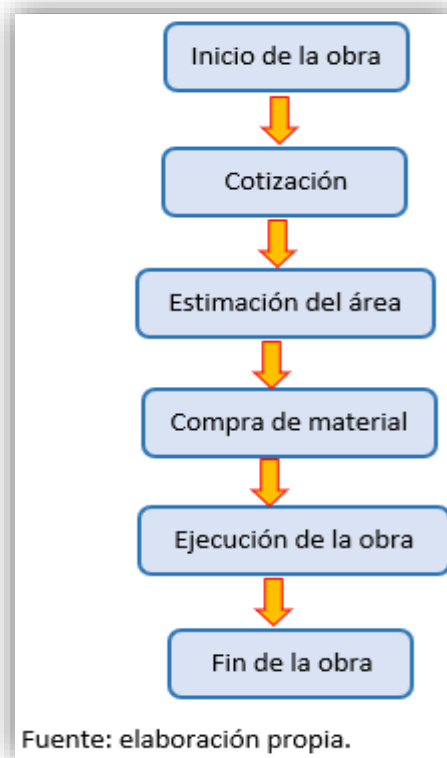 Inicio de la obra
Cotización
Estimación del área
Compra de material
Ejecución de la obra
Fin de la obra
Fuente: elaboración propia.